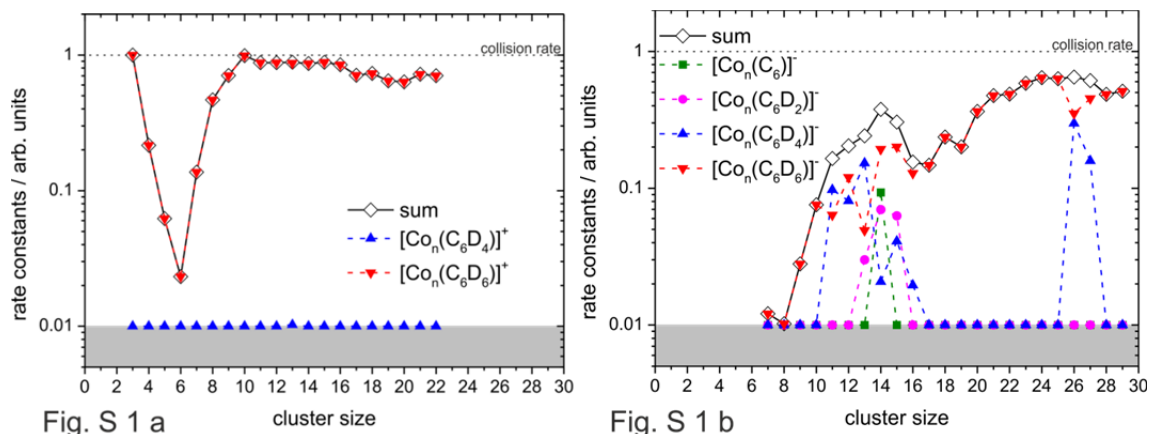 1
0.1
0.01
rate constants / arb. units
collision rate
sum
[Coₙ(C₆D₄)]⁺
[Coₙ(C₆D₆)]⁺
0 2 4 6 8 10 12 14 16 18 20 22 24 26 28 30
cluster size
Fig. S 1 a
sum
[Coₙ(C₆)]⁻
[Coₙ(C₆D₂)]⁻
[Coₙ(C₆D₄)]⁻
[Coₙ(C₆D₆)]⁻
collision rate
1
0.1
0.01
rate constants / arb. units
0 2 4 6 8 10 12 14 16 18 20 22 24 26 28 30
cluster size
Fig. S 1 b